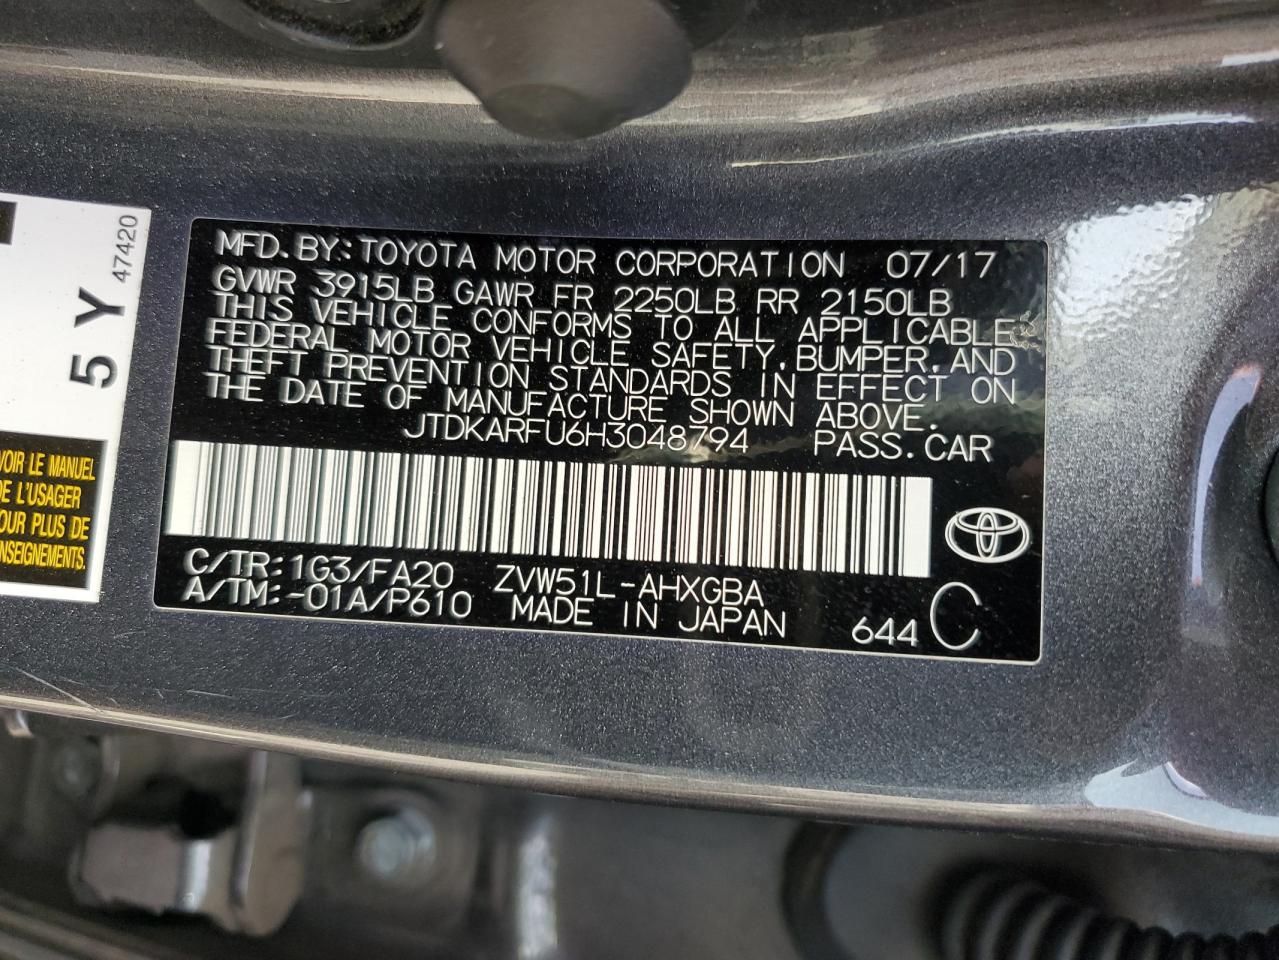 MFD. BY: TOYOTA MOTOR CORPORATION 07/17
GVWR 3915LB GAWR FR 2250LB RR 2150LB
THIS VEHICLE CONFORMS TO ALL APPLICABLE
FEDERAL MOTOR VEHICLE SAFETY, BUMPER, AND
THEFT PREVENTION STANDARDS IN EFFECT ON
THE DATE OF MANUFACTURE SHOWN ABOVE.
JTDKARFU6H3048794 PASS. CAR
C/TR: 1G3/FA20 ZVW51L-AHXGBA
A/TM: -01A/P610 MADE IN JAPAN 644 C
5 Y
47420
VOIR LE MANUEL
DE L'USAGER
POUR PLUS DE